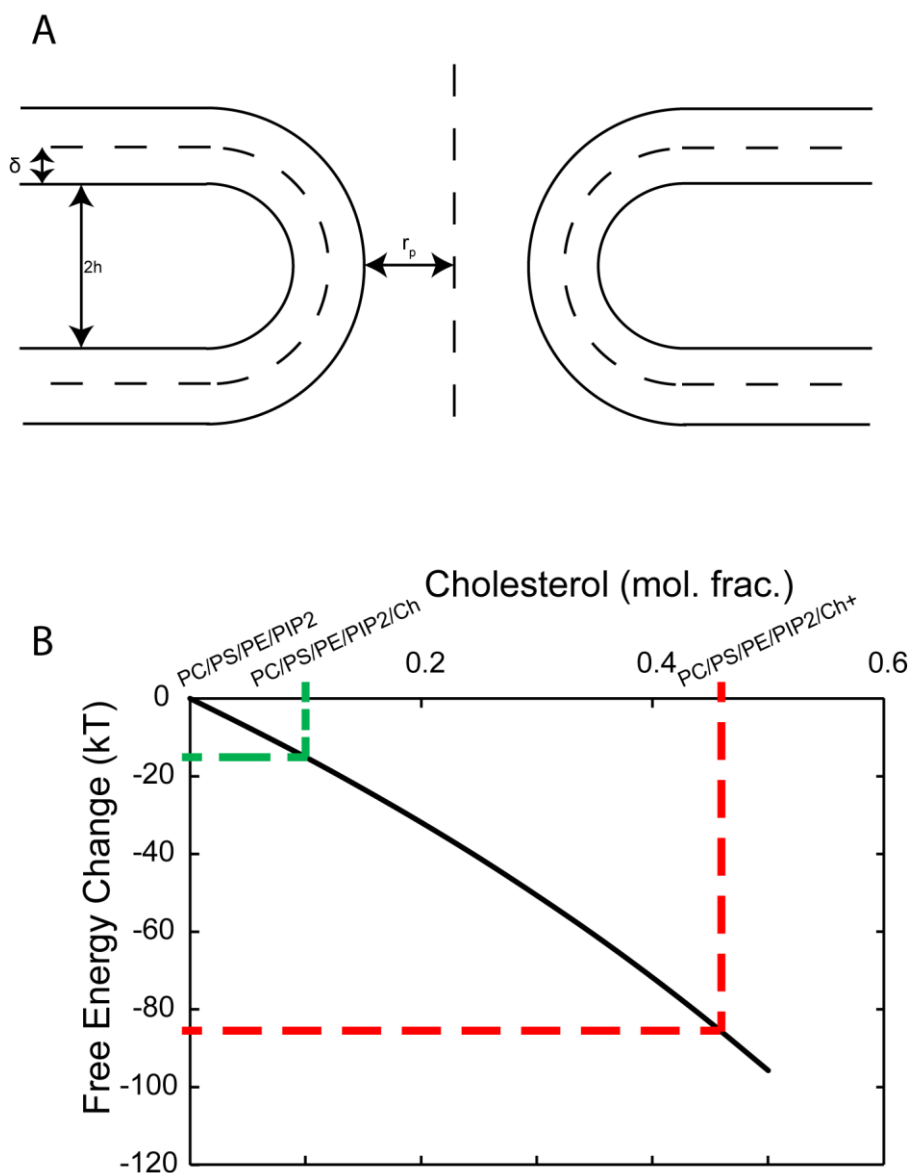 A
δ
2h
r_p
Cholesterol (mol. frac.)
B
PC/PS/PE/PIP2
PC/PS/PE/PIP2/Ch
PC/PS/PE/PIP2/Ch+
0.2
0.4
0.6
Free Energy Change (kT)
0
-20
-40
-60
-80
-100
-120